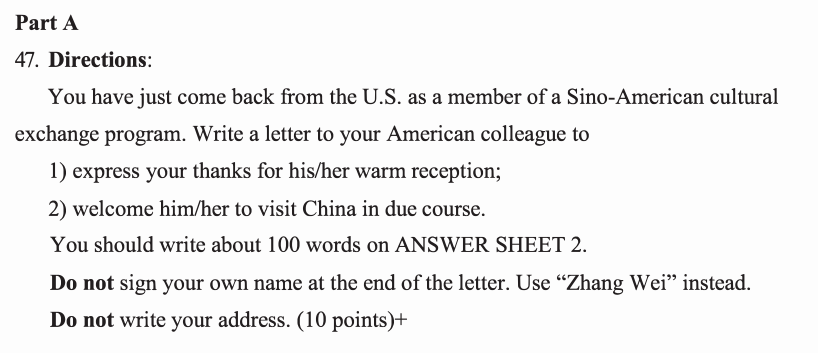 Part A
47. Directions:
You have just come back from the U.S. as a member of a Sino-American cultural
exchange program. Write a letter to your American colleague to
1) express your thanks for his/her warm reception;
2) welcome him/her to visit China in due course.
You should write about 100 words on ANSWER SHEET 2.
Do not sign your own name at the end of the letter. Use “Zhang Wei” instead.
Do not write your address. (10 points)+